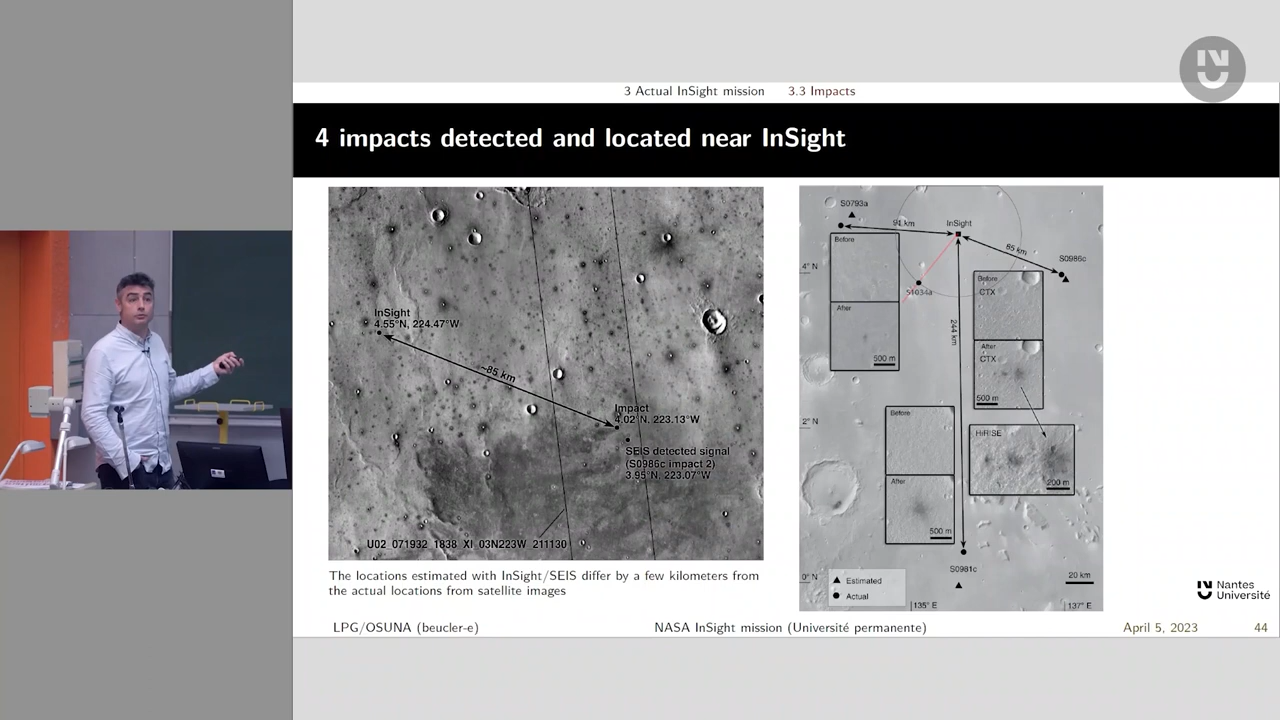 3 Actual InSight mission 3.3 Impacts
4 impacts detected and located near InSight
InSight
4.55°N, 224.47°W
~85 km
Impact
4.02°N, 223.13°W
SEIS detected signal
(S0986c impact 2)
3.95°N, 223.07°W
U02_071932_1838_XI_03N223W_211130
The locations estimated with InSight/SEIS differ by a few kilometers from
the actual locations from satellite images
S0793a
91 km
InSight
85 km
S0986c
Before
4° N
S1034a
Before
CTX
After
500 m
244 km
After
CTX
500 m
2° N
Before
HiRISE
200 m
After
500 m
S0981c
0° N
Estimated
Actual
20 km
135° E
137° E
Nantes
Université
LPG/OSUNA (beucler-e)
NASA InSight mission (Université permanente)
April 5, 2023
44